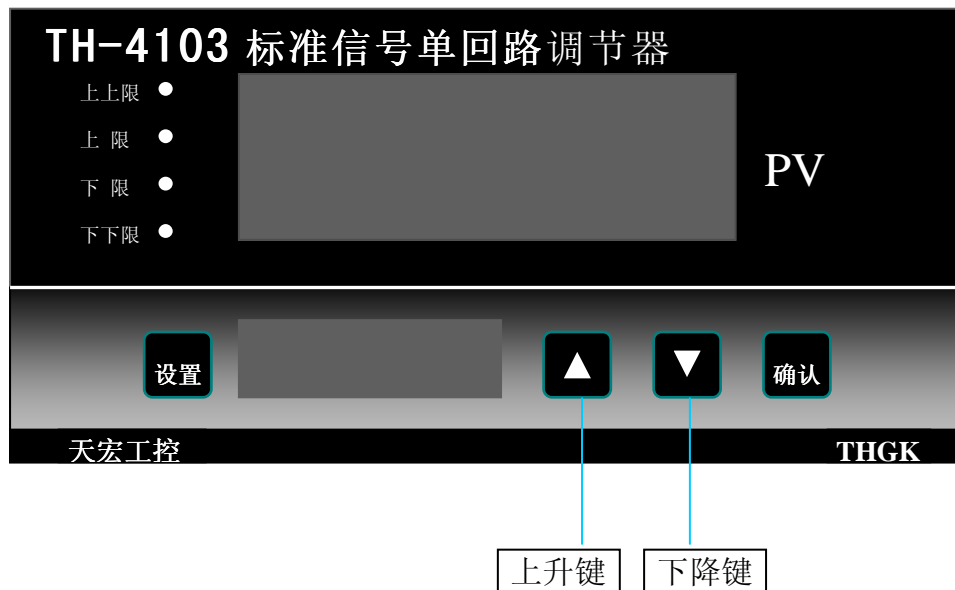 TH-4103 标准信号单回路调节器
上上限
上 限
下 限
下下限
PV
设置
▲
▼
确认
天宏工控
THGK
上升键
下降键